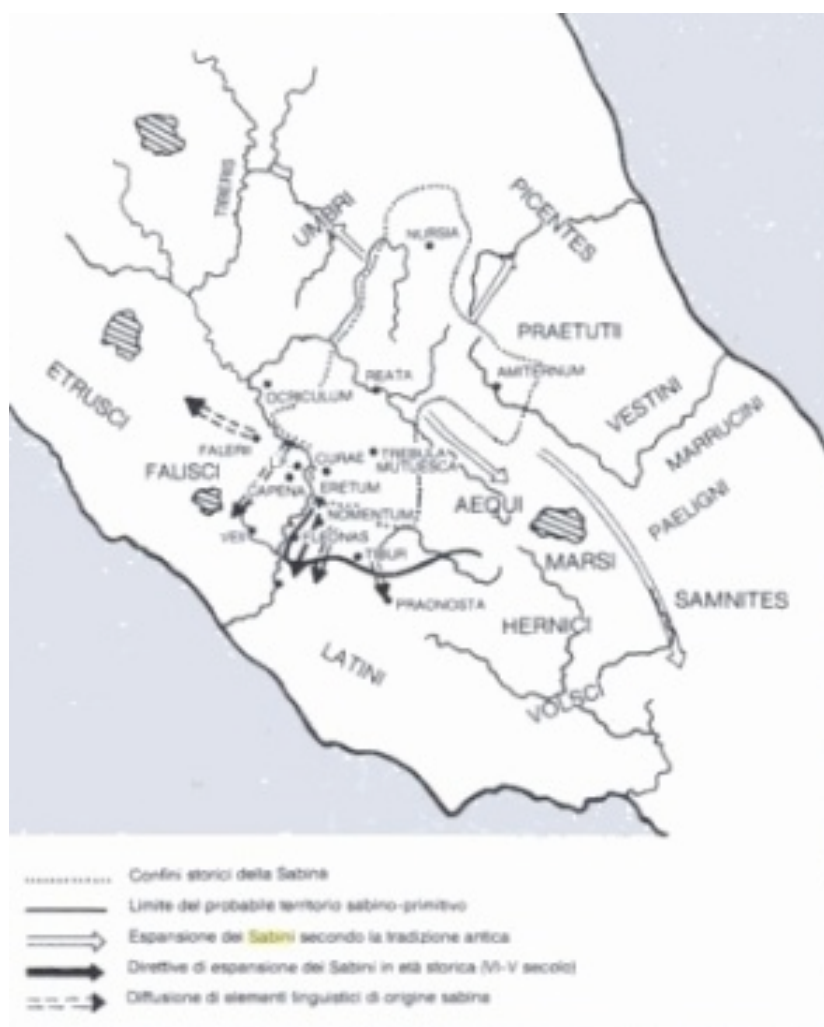 TIBERIS
UMBRI
PICENTES
NURSIA
PRAETUTII
REATA
AMITERNUM
OCRICULUM
VESTINI
ETRUSCI
MARRUCINI
FALERII
CURAE
TREBULA
MUTUESCA
FALISCI
CAPENA
ERETUM
AEQUI
PAELIGNI
NOMENTUM
VEII
TIBUR
MARSI
SAMNITES
HERNICI
LATINI
VOLSCI
Confini storici della Sabina
Limite del probabile territorio sabino-primitivo
Espansione dei Sabini secondo la tradizione antica
Direttive di espansione dei Sabini in età storica (VI-V secolo)
Diffusione di elementi linguistici di origine sabina